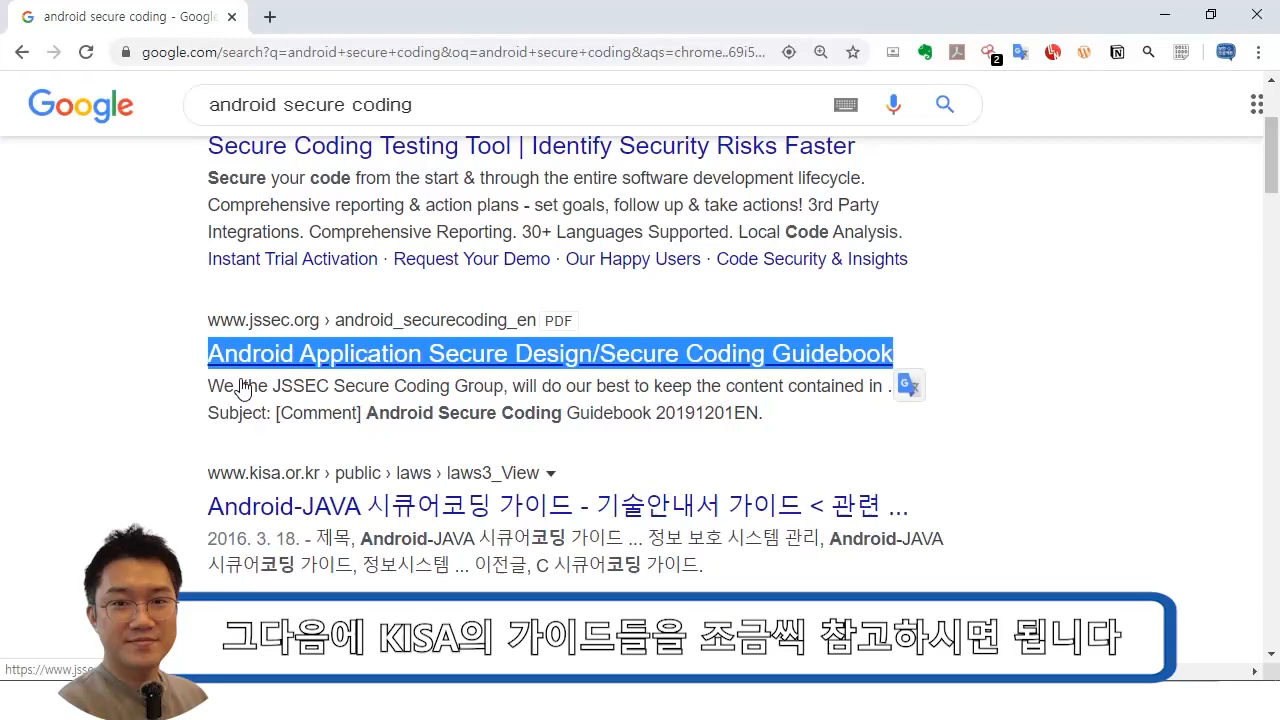 android secure coding - Google
google.com/search?q=android+secure+coding&oq=android+secure+coding&aqs=chrome..69i5...
2
Google
android secure coding
Secure Coding Testing Tool | Identify Security Risks Faster
Secure your code from the start & through the entire software development lifecycle.
Comprehensive reporting & action plans - set goals, follow up & take actions! 3rd Party
Integrations. Comprehensive Reporting. 30+ Languages Supported. Local Code Analysis.
Instant Trial Activation · Request Your Demo · Our Happy Users · Code Security & Insights
www.jssec.org › android_securecoding_en PDF
Android Application Secure Design/Secure Coding Guidebook
We, the JSSEC Secure Coding Group, will do our best to keep the content contained in .
Subject: [Comment] Android Secure Coding Guidebook 20191201EN.
www.kisa.or.kr › public › laws › laws3_View
Android-JAVA 시큐어코딩 가이드 - 기술안내서 가이드 < 관련 ...
2016. 3. 18. - 제목, Android-JAVA 시큐어코딩 가이드 ... 정보 보호 시스템 관리, Android-JAVA
시큐어코딩 가이드, 정보시스템 ... 이전글, C 시큐어코딩 가이드.
그다음에 KISA의 가이드들을 조금씩 참고하시면 됩니다
https://www.jsse